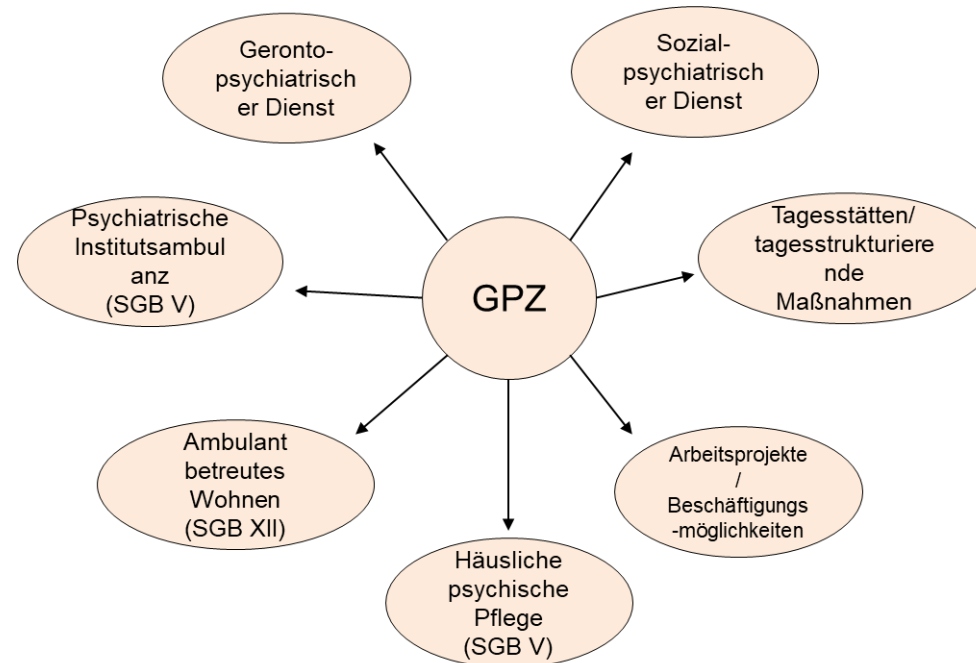 Geronto-
psychiatrisch
er Dienst
Sozial-
psychiatrisch
er Dienst
Psychiatrische
Institutsambul
anz
(SGB V)
GPZ
Tagesstätten/
tagesstrukturiere
nde
Maßnahmen
Ambulant
betreutes
Wohnen
(SGB XII)
Arbeitsprojekte
/
Beschäftigungs
-möglichkeiten
Häusliche
psychische
Pflege
(SGB V)